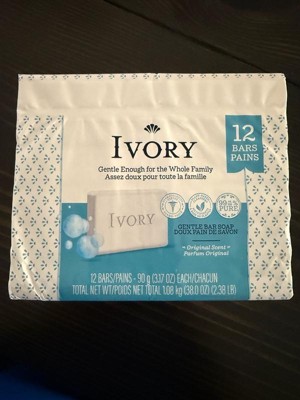 IVORY
Gentle Enough for the Whole Family
Assez doux pour toute la famille
12
BARS
PAINS
IVORY
99.44%
PURE
GENTLE BAR SOAP
DOUX PAIN DE SAVON
~ Original Scent ~
Parfum Original
12 BARS/PAINS - 90 g (3.17 OZ) EACH/CHACUN
TOTAL NET WT/POIDS NET TOTAL 1.08 kg (38.0 OZ) (2.38 LB)